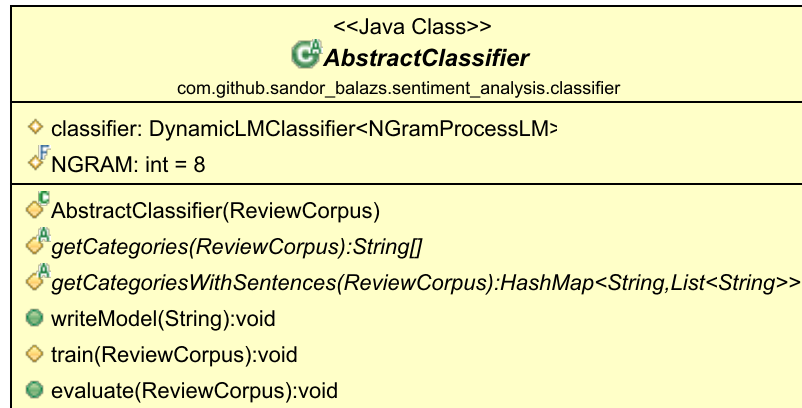 <<Java Class>>
AbstractClassifier
com.github.sandor_balazs.sentiment_analysis.classifier
classifier: DynamicLMClassifier<NGramProcessLM>
NGRAM: int = 8
AbstractClassifier(ReviewCorpus)
getCategories(ReviewCorpus):String[]
getCategoriesWithSentences(ReviewCorpus):HashMap<String,List<String>>
writeModel(String):void
train(ReviewCorpus):void
evaluate(ReviewCorpus):void